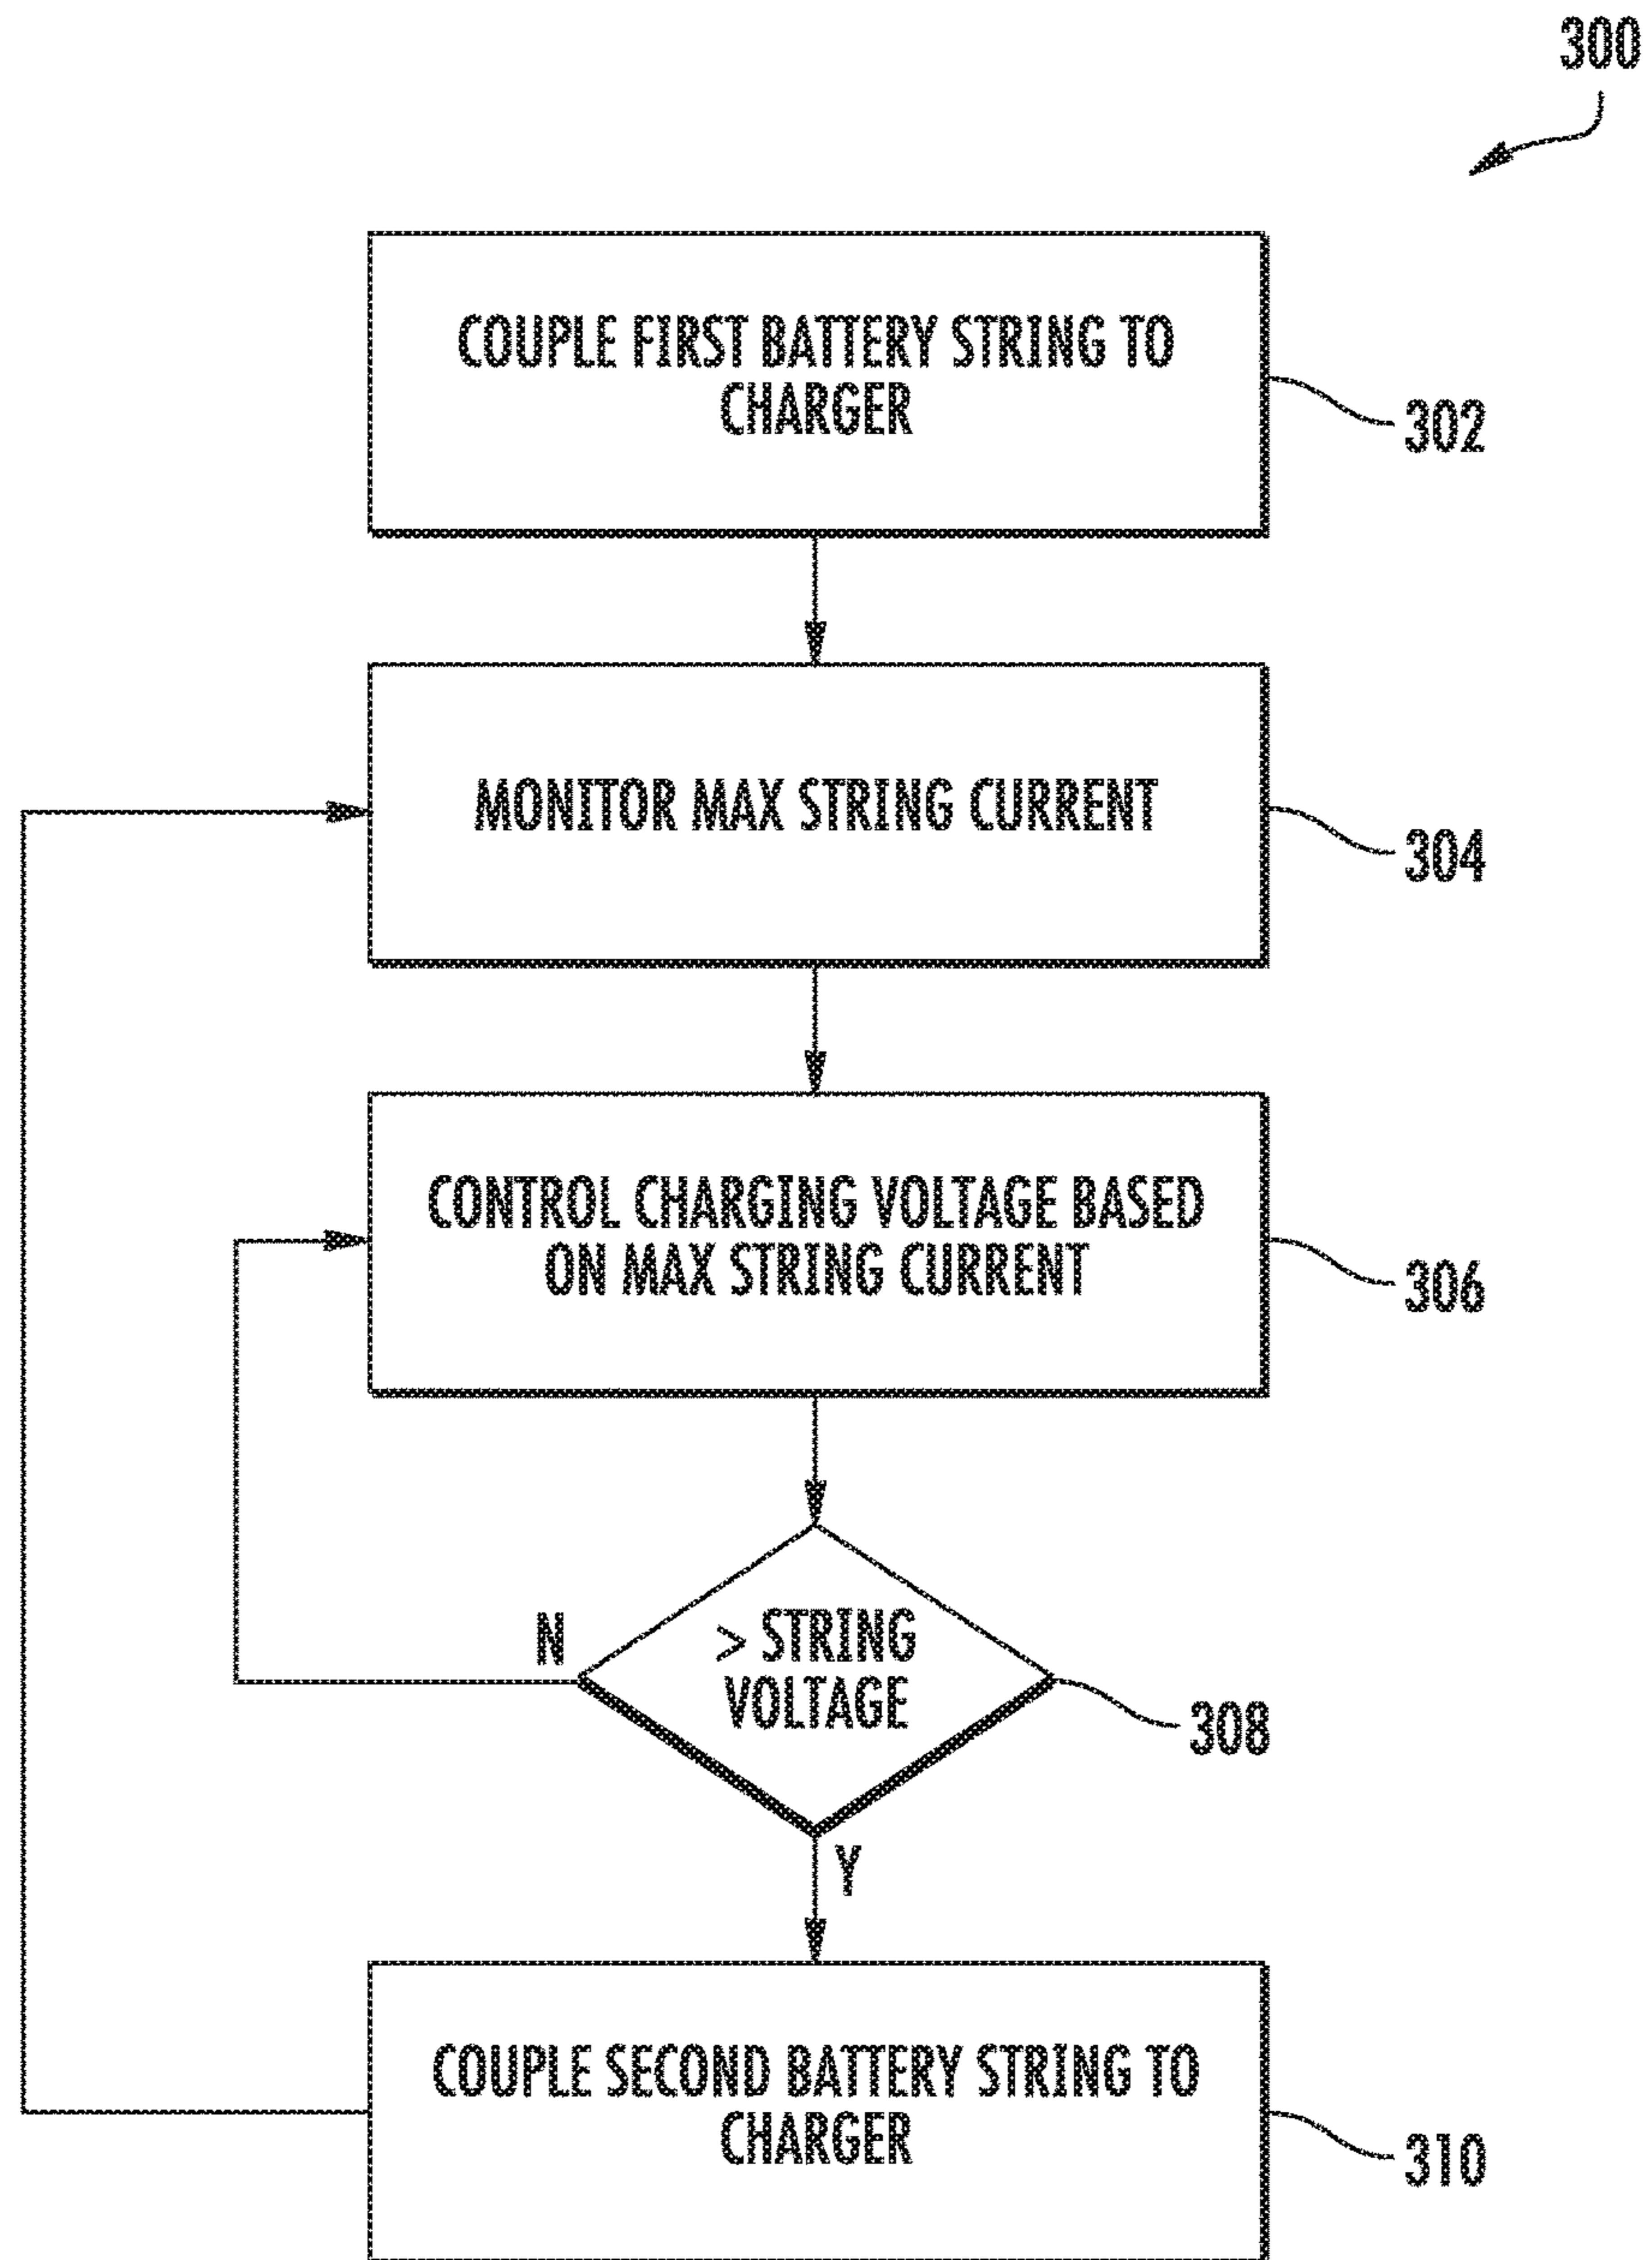 300
COUPLE FIRST BATTERY STRING TO
CHARGER
302
MONITOR MAX STRING CURRENT
304
CONTROL CHARGING VOLTAGE BASED
ON MAX STRING CURRENT
306
N
> STRING
VOLTAGE
308
Y
COUPLE SECOND BATTERY STRING TO
CHARGER
310